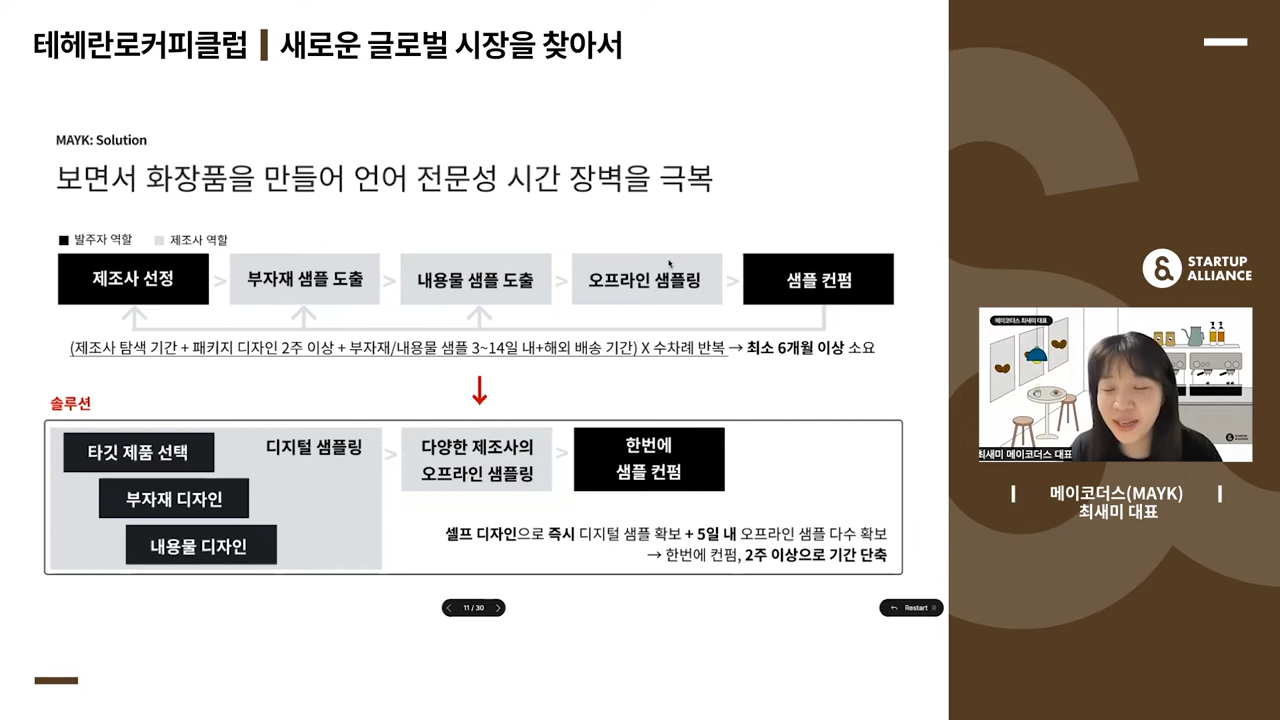 테헤란로커피클럽 | 새로운 글로벌 시장을 찾아서
MAYK: Solution
보면서 화장품을 만들어 언어 전문성 시간 장벽을 극복
발주자 역할 제조사 역할
제조사 선정 > 부자재 샘플 도출 > 내용물 샘플 도출 > 오프라인 샘플링 > 샘플 컨펌
(제조사 탐색 기간 + 패키지 디자인 2주 이상 + 부자재/내용물 샘플 3~14일 내+해외 배송 기간) X 수차례 반복 → 최소 6개월 이상 소요
솔루션
타깃 제품 선택
부자재 디자인
내용물 디자인
디지털 샘플링
>
다양한 제조사의
오프라인 샘플링
>
한번에
샘플 컨펌
셀프 디자인으로 즉시 디지털 샘플 확보 + 5일 내 오프라인 샘플 다수 확보
→ 한번에 컨펌, 2주 이상으로 기간 단축
< 11 / 30 >
Restart R
STARTUP
ALLIANCE
메이코더스 최새미 대표
최새미 메이코더스 대표
메이코더스(MAYK)
최새미 대표